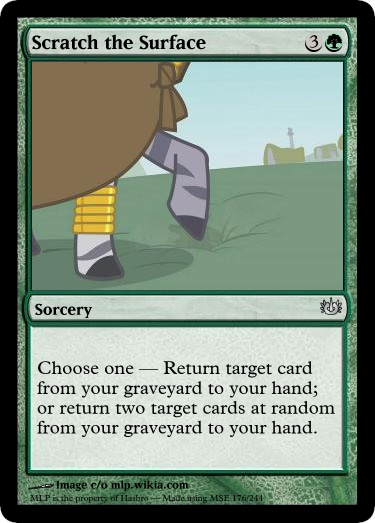 Scratch the Surface 3
Sorcery
Choose one — Return target card
from your graveyard to your hand;
or return two target cards at random
from your graveyard to your hand.
Image c/o mlp.wikia.com
MLP is the property of Hasbro — Made using MSE 176/244